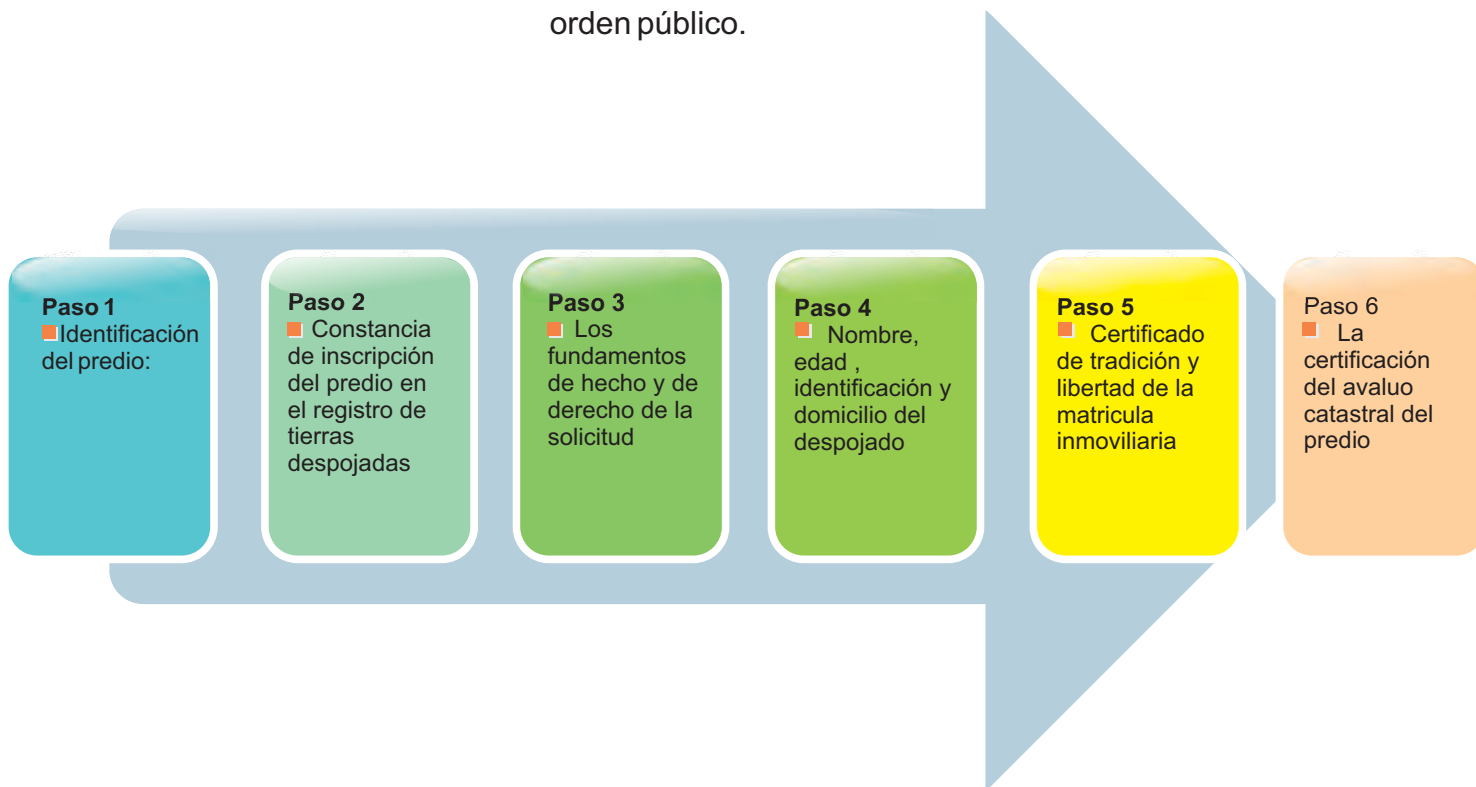 orden público.
Paso 1
Identificación
del predio:
Paso 2
Constancia
de inscripción
del predio en
el registro de
tierras
despojadas
Paso 3
Los
fundamentos
de hecho y de
derecho de la
solicitud
Paso 4
Nombre,
edad ,
identificación y
domicilio del
despojado
Paso 5
Certificado
de tradición y
libertad de la
matricula
inmoviliaria
Paso 6
La
certificación
del avaluo
catastral del
predio